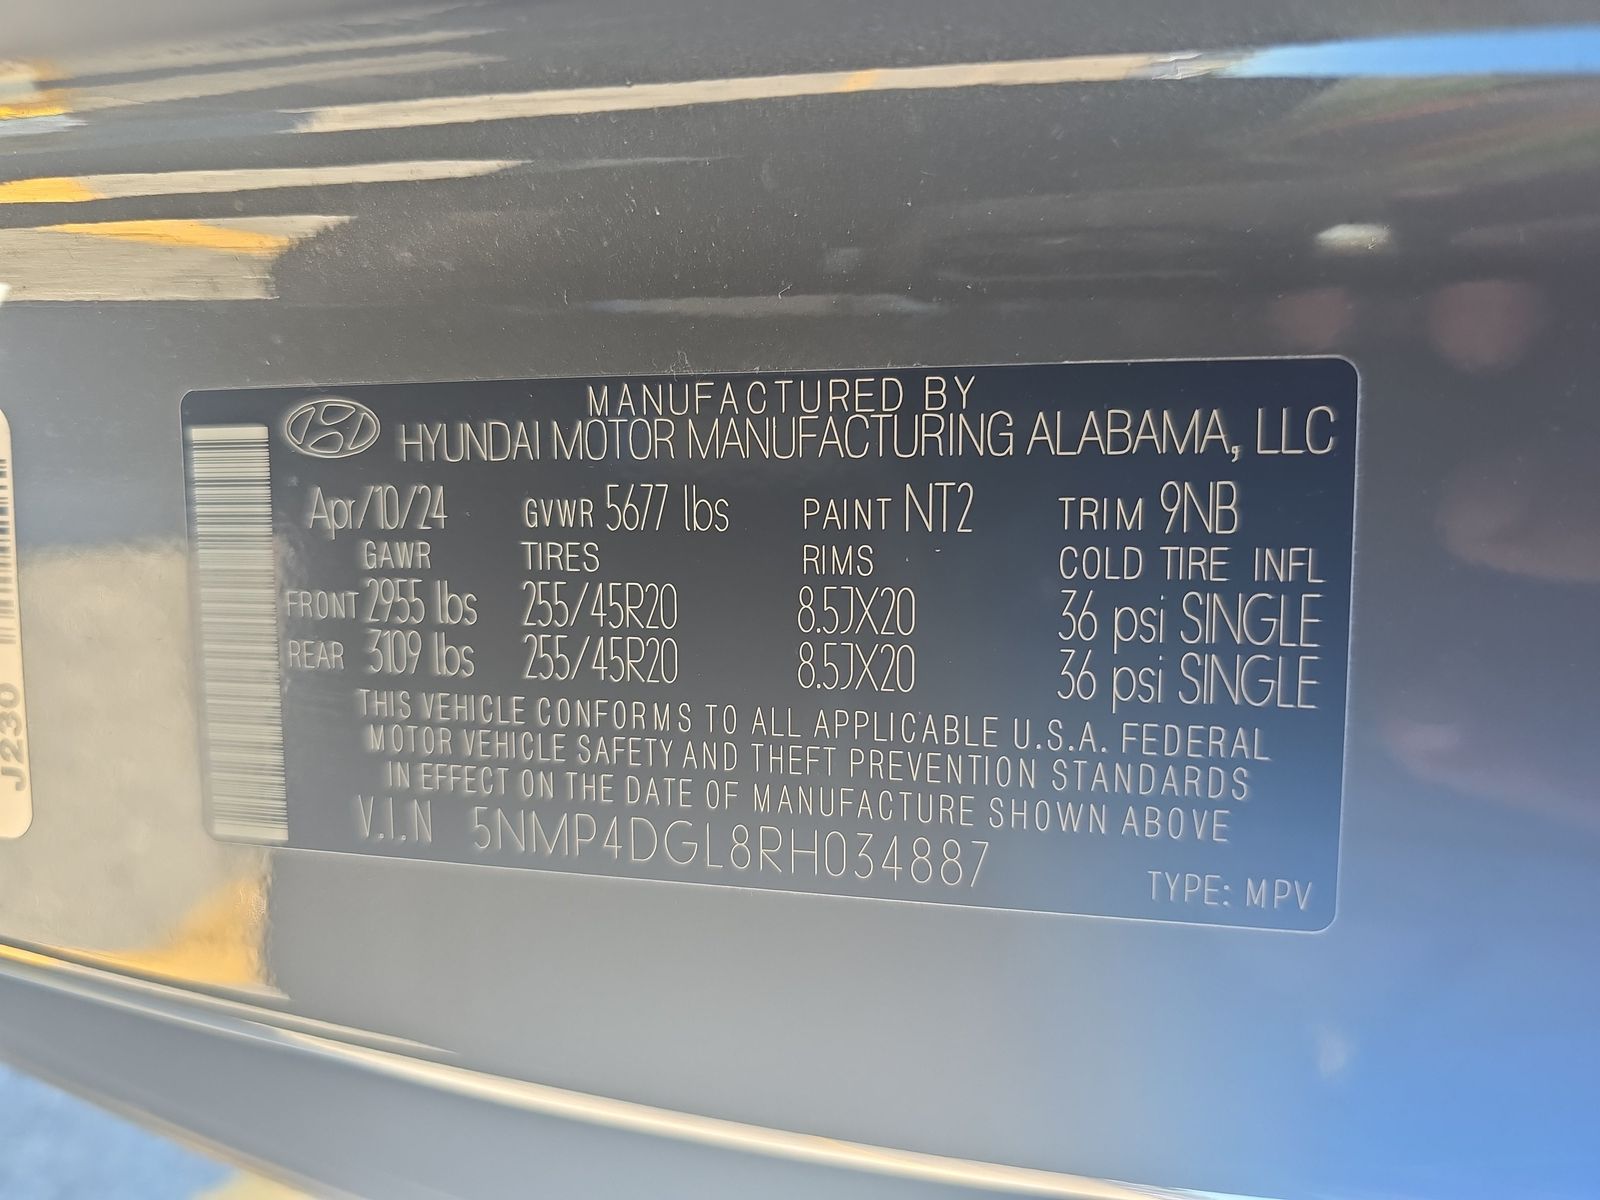 MANUFACTURED BY
HYUNDAI MOTOR MANUFACTURING ALABAMA, LLC
Apr/10/24 GVWR 5677 lbs PAINT NT2 TRIM 9NB
GAWR TIRES RIMS COLD TIRE INFL
FRONT 2955 lbs 255/45R20 8.5JX20 36 psi SINGLE
REAR 3109 lbs 255/45R20 8.5JX20 36 psi SINGLE
THIS VEHICLE CONFORMS TO ALL APPLICABLE U.S.A. FEDERAL
MOTOR VEHICLE SAFETY AND THEFT PREVENTION STANDARDS
IN EFFECT ON THE DATE OF MANUFACTURE SHOWN ABOVE
V.I.N 5NMP4DGL8RH034887
TYPE: MPV
J230